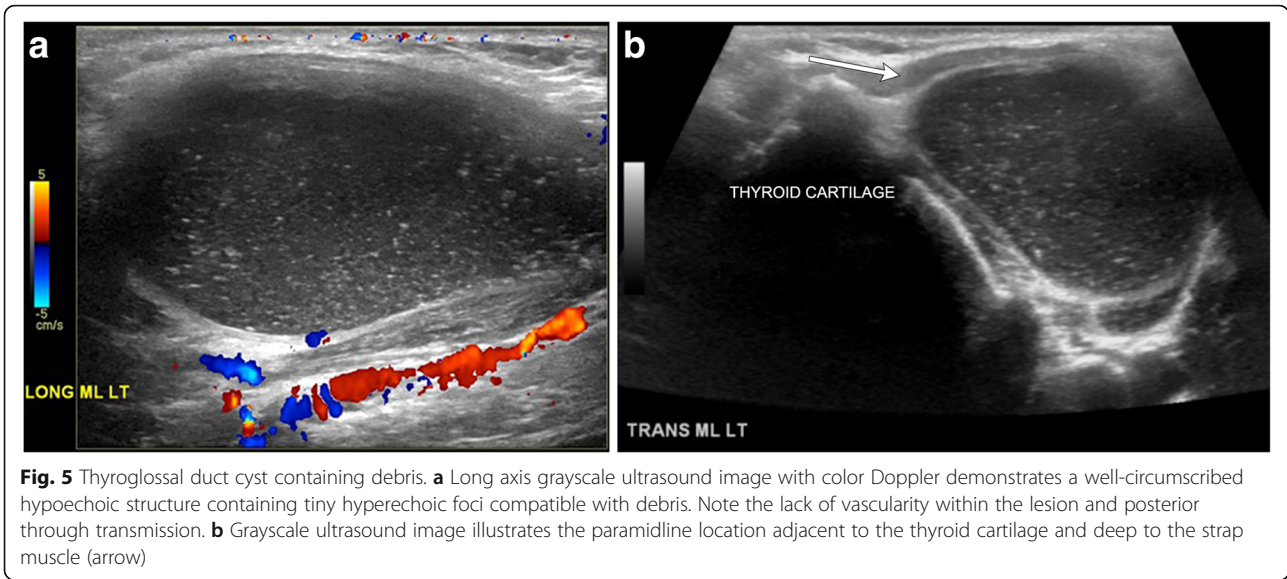 a
5
-5
cm/s
LONG ML LT
b
THYROID CARTILAGE
TRANS ML LT
Fig. 5 Thyroglossal duct cyst containing debris. a Long axis grayscale ultrasound image with color Doppler demonstrates a well-circumscribed
hypoechoic structure containing tiny hyperechoic foci compatible with debris. Note the lack of vascularity within the lesion and posterior
through transmission. b Grayscale ultrasound image illustrates the paramidline location adjacent to the thyroid cartilage and deep to the strap
muscle (arrow)